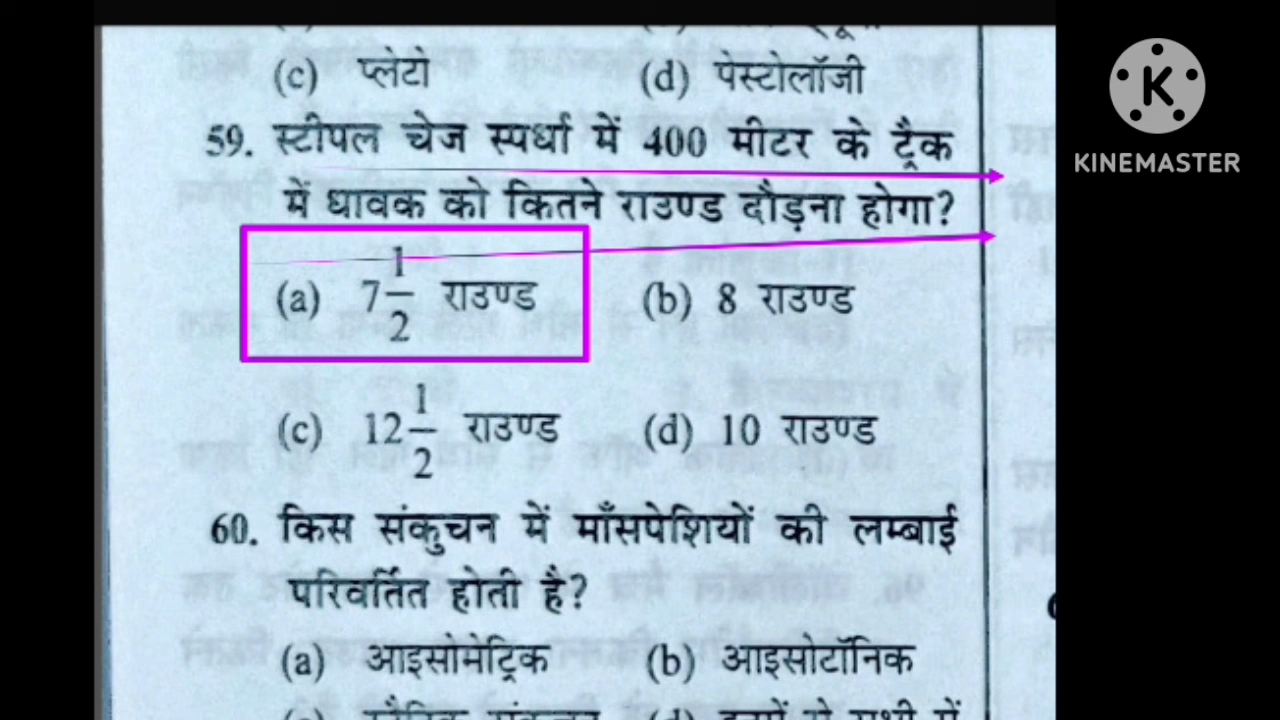 (c) प्लेटो (d) पेस्टोलॉजी
59. स्टीपल चेज स्पर्धा में 400 मीटर के ट्रैक
में धावक को कितने राउण्ड दौड़ना होगा?
(a) 7 1/2 राउण्ड (b) 8 राउण्ड
(c) 12 1/2 राउण्ड (d) 10 राउण्ड
60. किस संकुचन में माँसपेशियों की लम्बाई
परिवर्तित होती है?
(a) आइसोमेट्रिक (b) आइसोटॉनिक
K
KINEMASTER